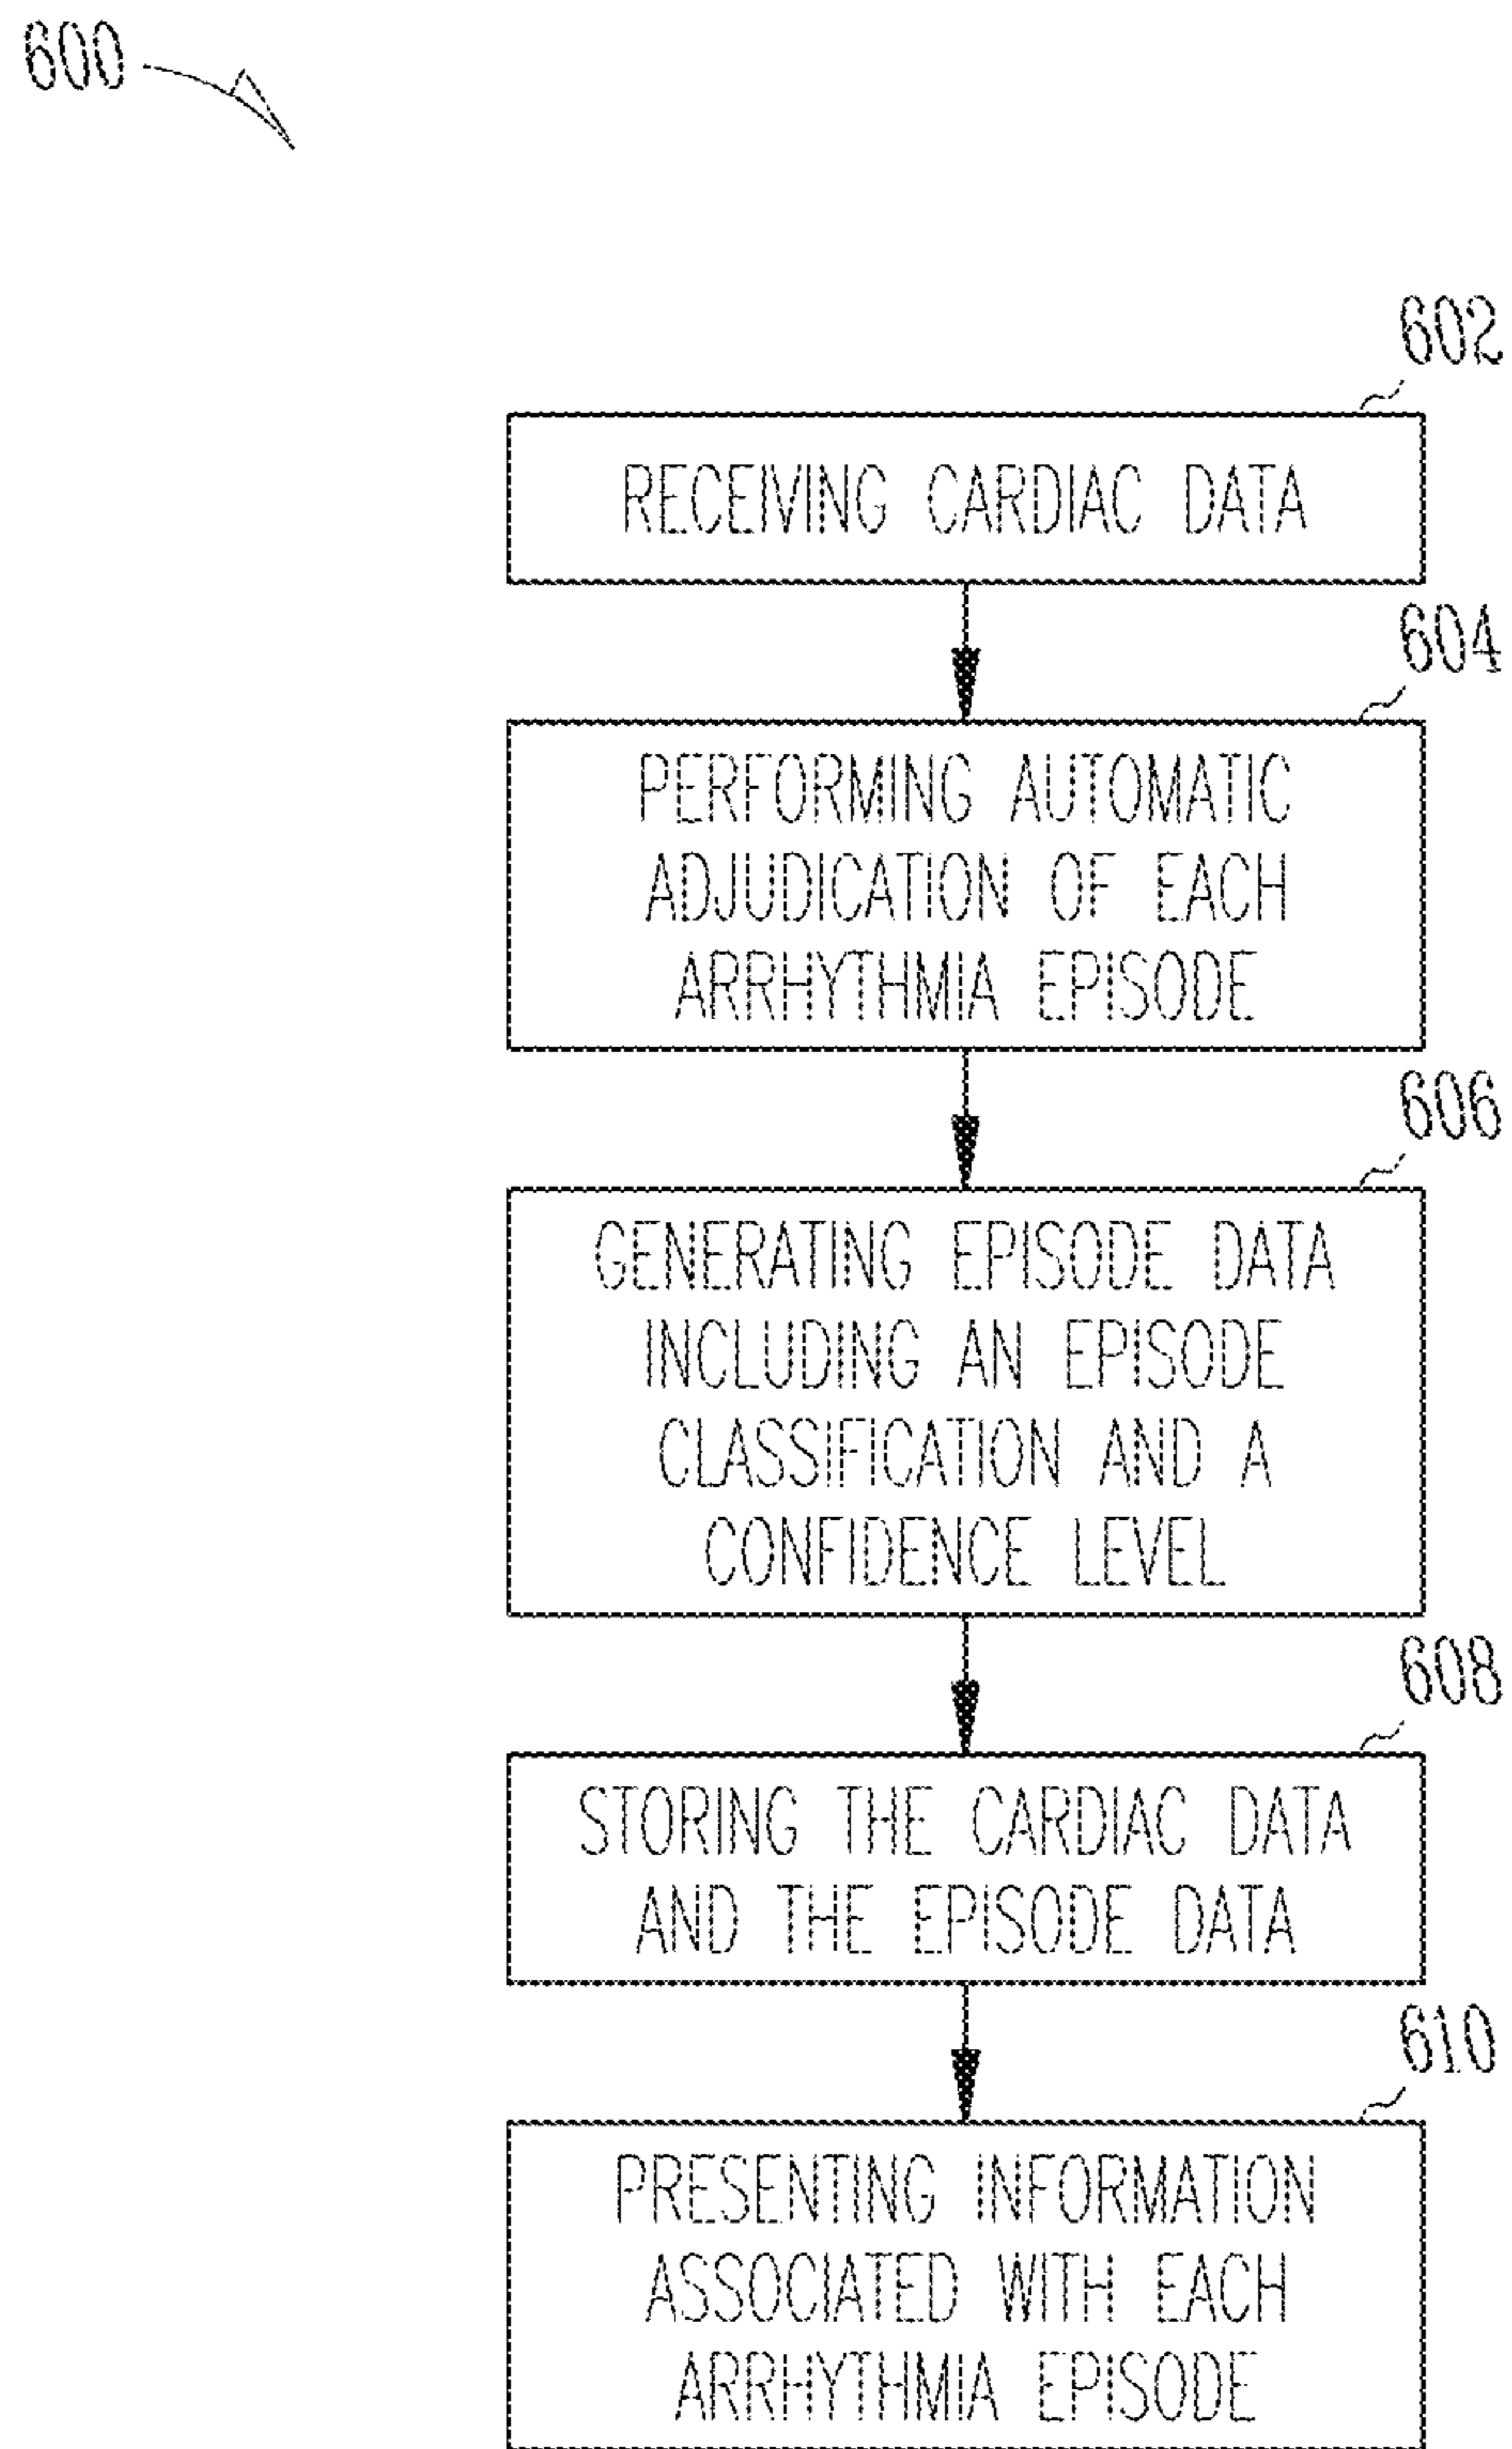 600
602
RECEIVING CARDIAC DATA
604
PERFORMING AUTOMATIC
ADJUDICATION OF EACH
ARRHYTHMIA EPISODE
606
GENERATING EPISODE DATA
INCLUDING AN EPISODE
CLASSIFICATION AND A
CONFIDENCE LEVEL
608
STORING THE CARDIAC DATA
AND THE EPISODE DATA
610
PRESENTING INFORMATION
ASSOCIATED WITH EACH
ARRHYTHMIA EPISODE